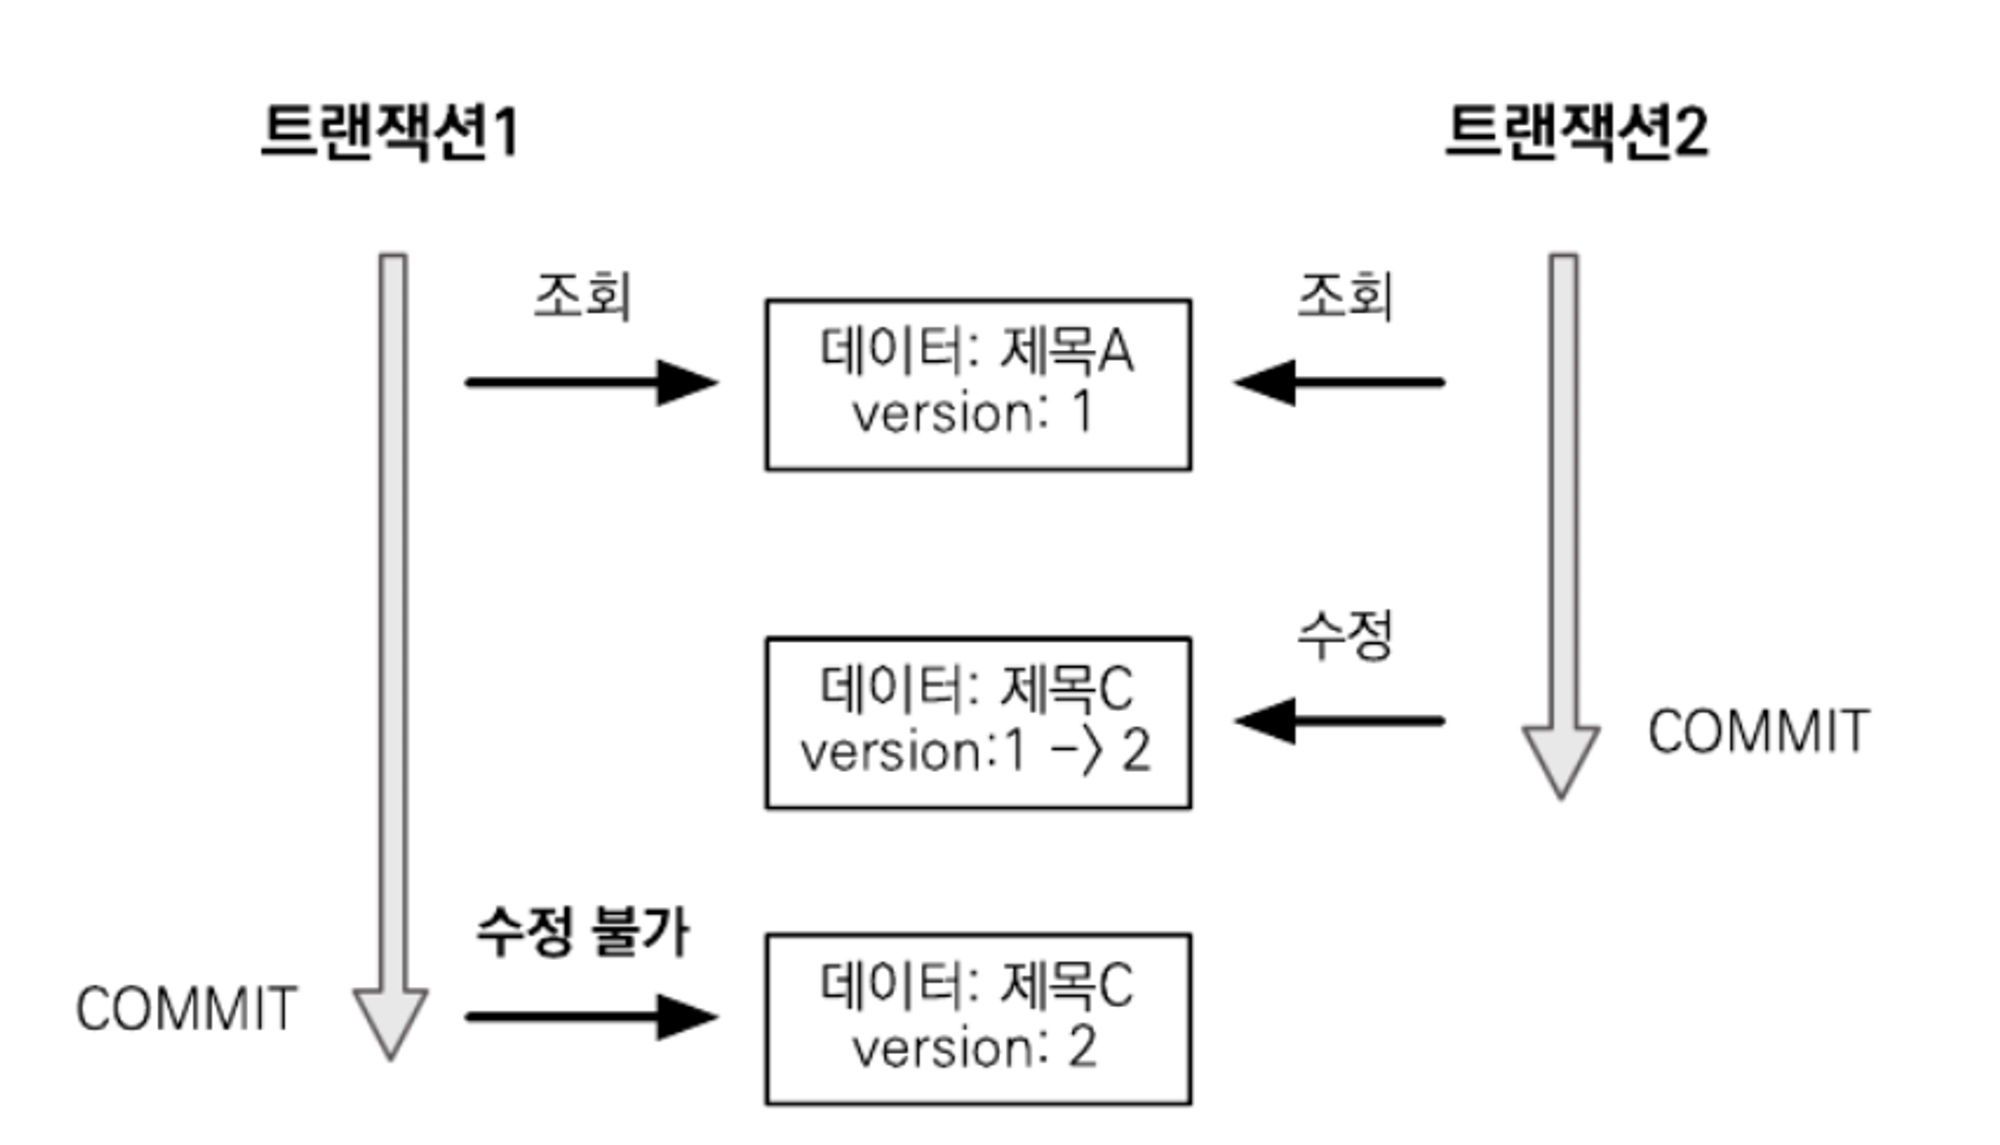 트랜잭션1
트랜잭션2
조회
조회
데이터: 제목A
version: 1
수정
데이터: 제목C
version:1 -> 2
COMMIT
수정 불가
데이터: 제목C
version: 2
COMMIT